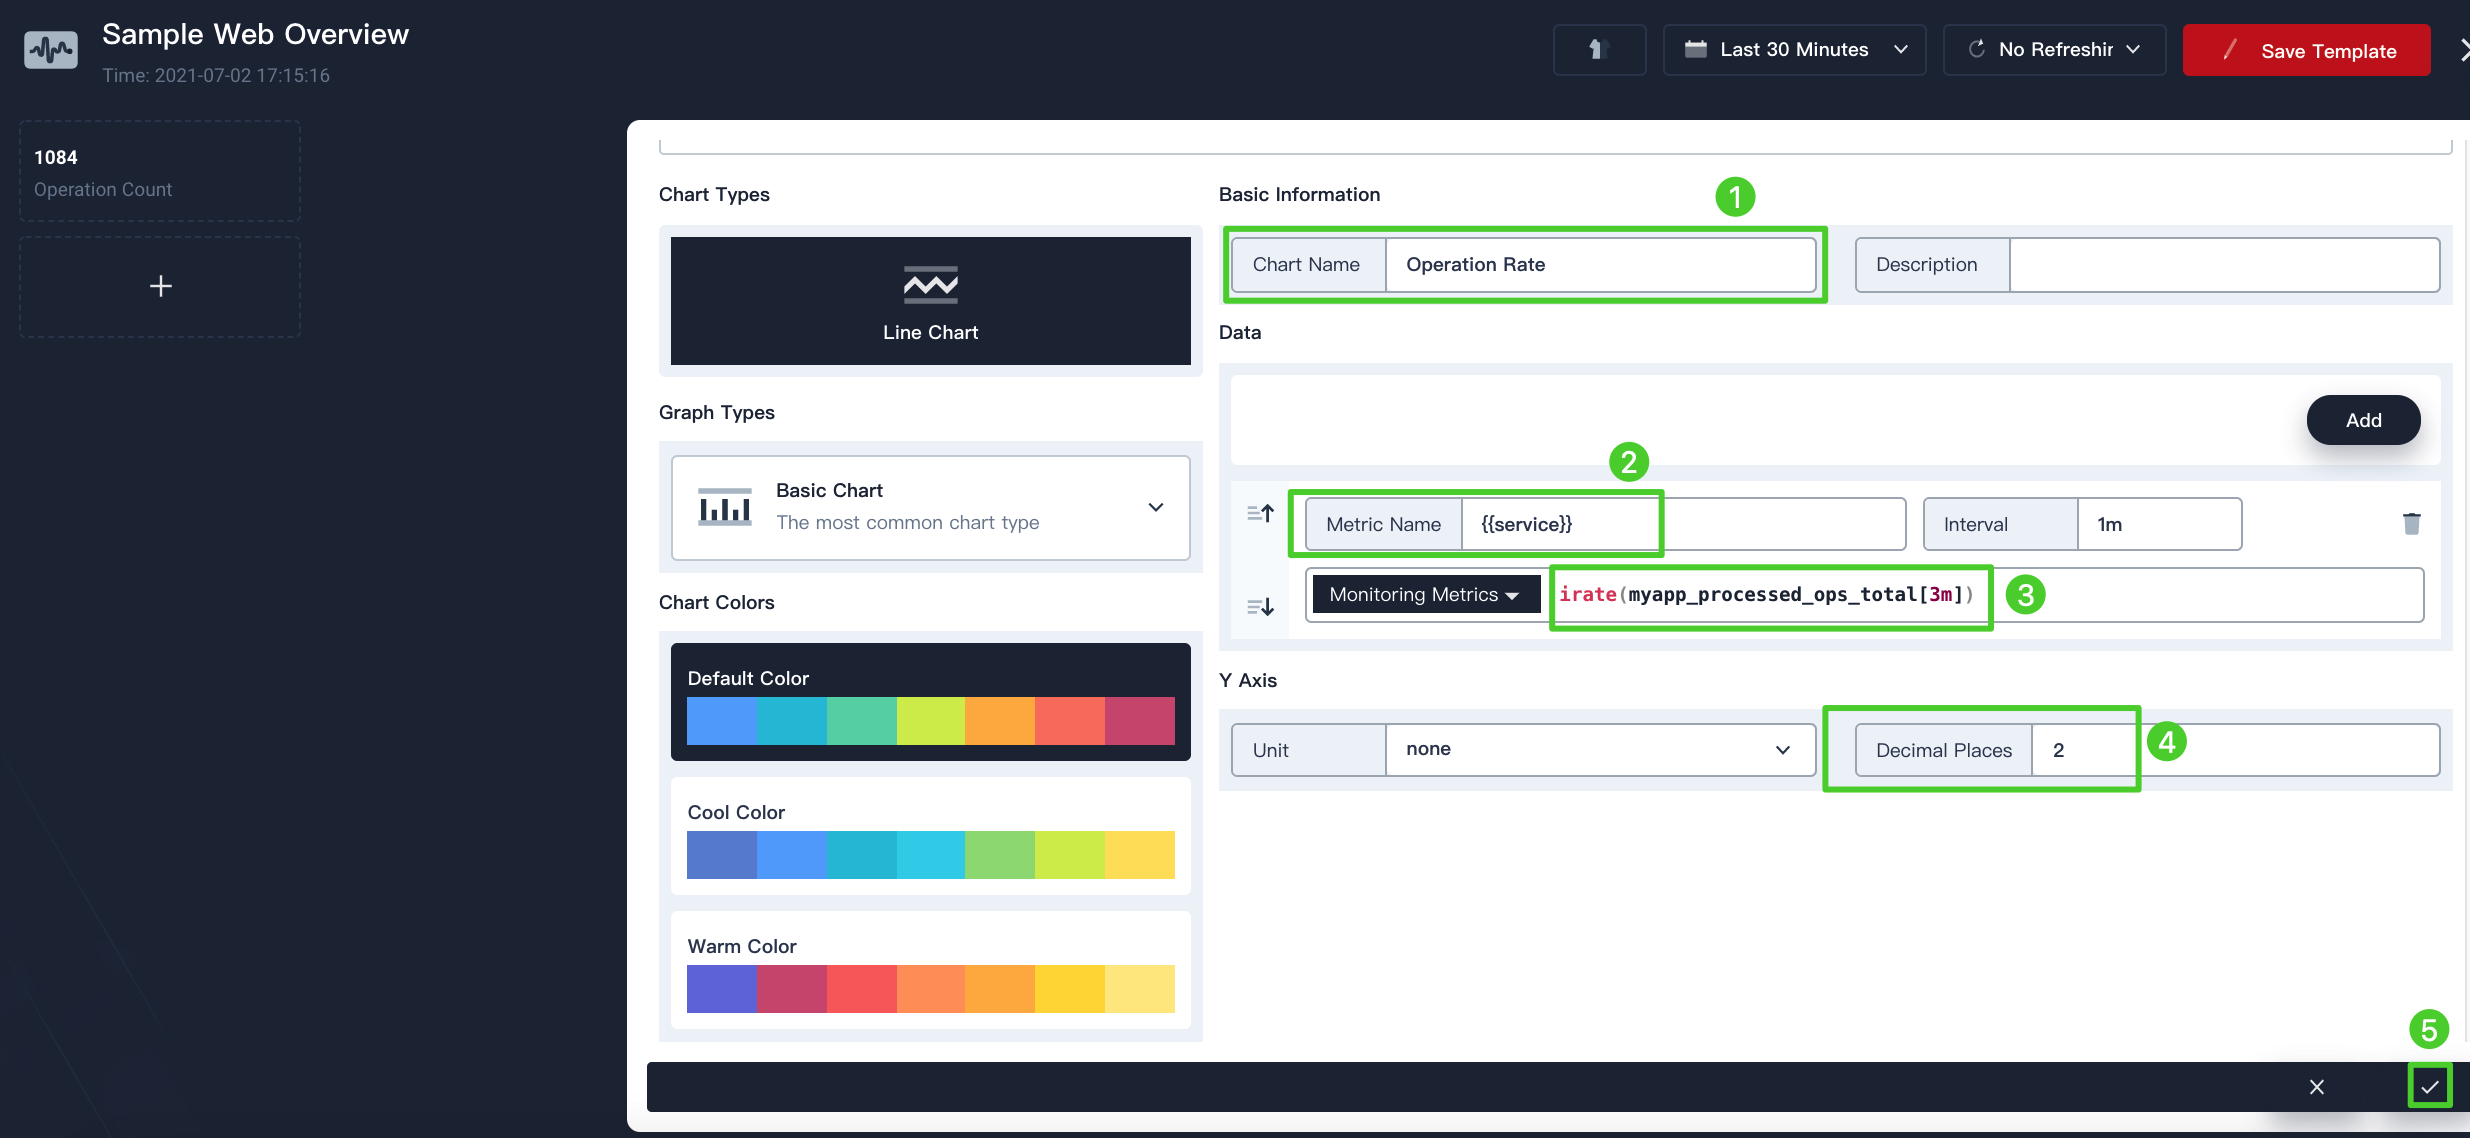 Sample Web Overview
Time: 2021-07-02 17:15:16
Last 30 Minutes
No Refreshir
Save Template
1084
Operation Count
+
Chart Types
Line Chart
Graph Types
Basic Chart
The most common chart type
Chart Colors
Default Color
Cool Color
Warm Color
Basic Information
1
Chart Name
Operation Rate
Description
Data
Add
2
Metric Name
{{service}}
Interval
1m
Monitoring Metrics
irate(myapp_processed_ops_total[3m])
3
Y Axis
Unit
none
Decimal Places
2
4
5